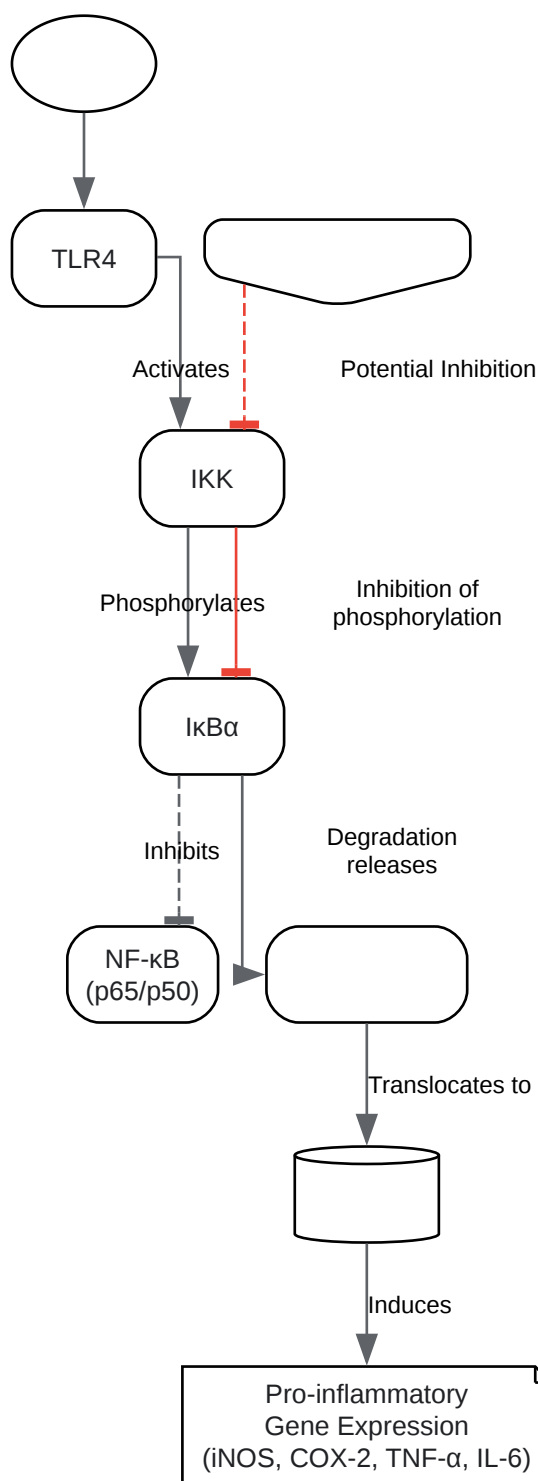 TLR4
Activates
Potential Inhibition
IKK
Phosphorylates
Inhibition of
phosphorylation
IκBα
Inhibits
Degradation
releases
NF-κB
(p65/p50)
Translocates to
Induces
Pro-inflammatory
Gene Expression
(iNOS, COX-2, TNF-α, IL-6)